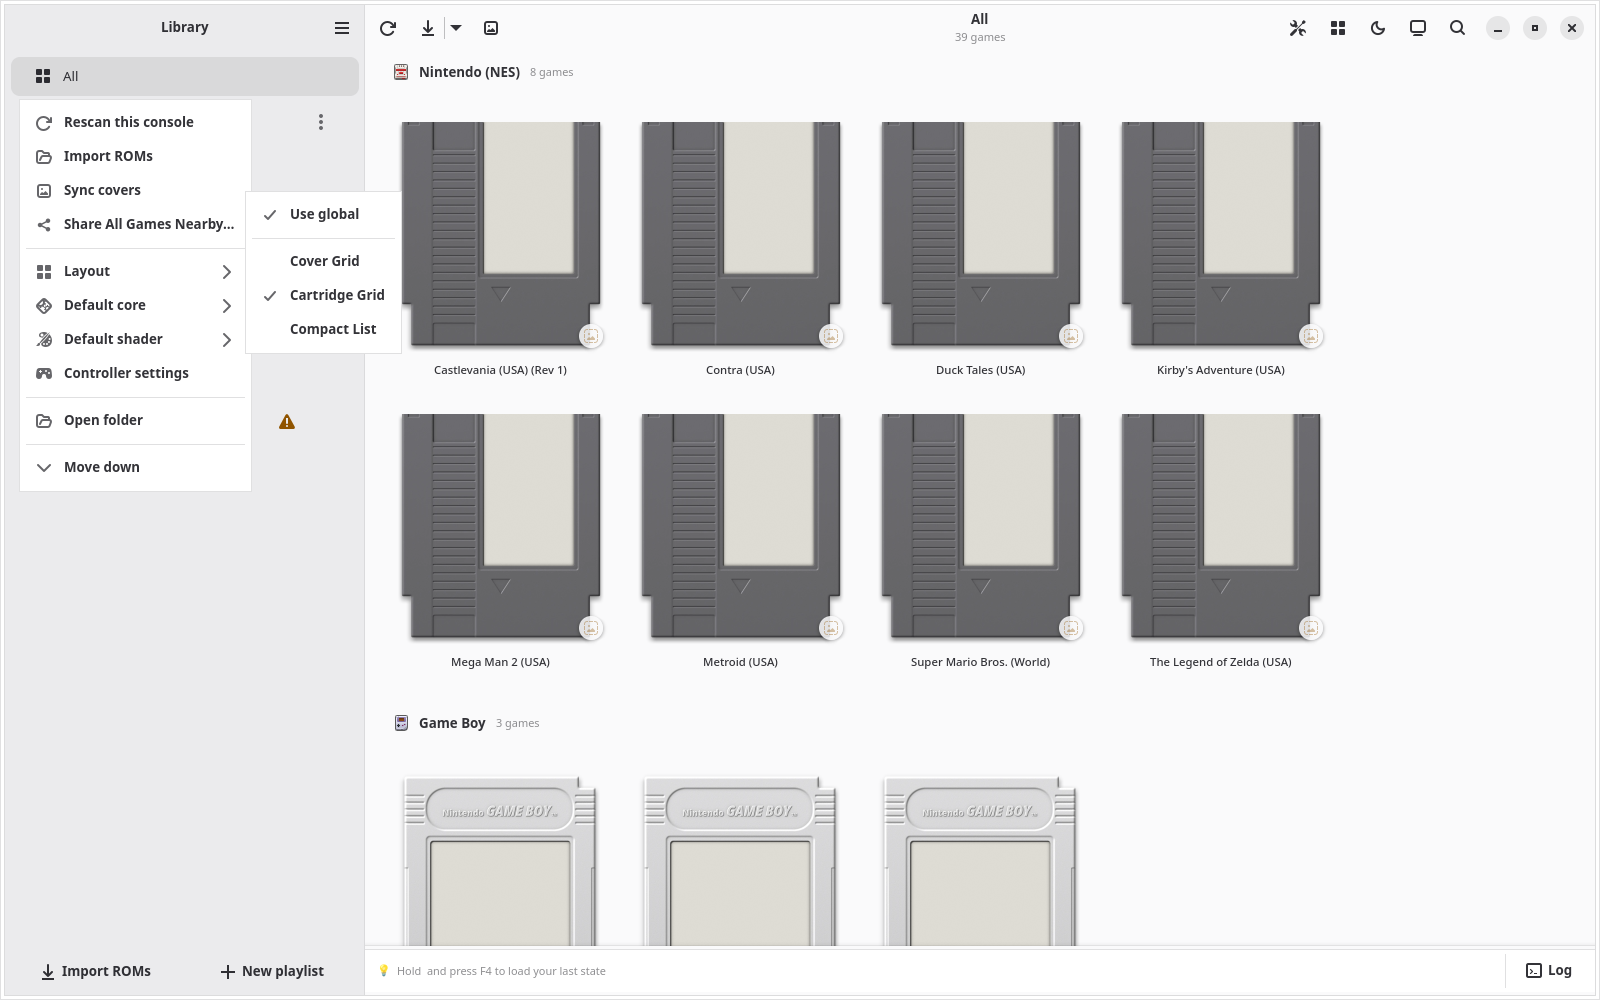 Library
All
39 games
All
Rescan this console
Import ROMs
Sync covers
Share All Games Nearby...
Layout
Default core
Default shader
Controller settings
Open folder
Move down
Use global
Cover Grid
Cartridge Grid
Compact List
Nintendo (NES) 8 games
Castlevania (USA) (Rev 1)
Contra (USA)
Duck Tales (USA)
Kirby's Adventure (USA)
Mega Man 2 (USA)
Metroid (USA)
Super Mario Bros. (World)
The Legend of Zelda (USA)
Game Boy 3 games
Nintendo GAME BOY™
Nintendo GAME BOY™
Nintendo GAME BOY™
Import ROMs
New playlist
Hold  and press F4 to load your last state
Log